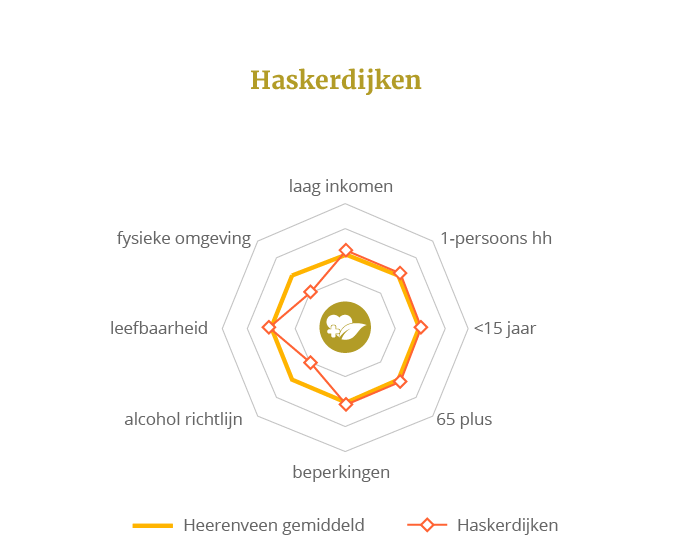 Haskerdijken
laag inkomen
fysieke omgeving
1-persoons hh
leefbaarheid
<15 jaar
alcohol richtlijn
65 plus
beperkingen
Heerenveen gemiddeld
Haskerdijken